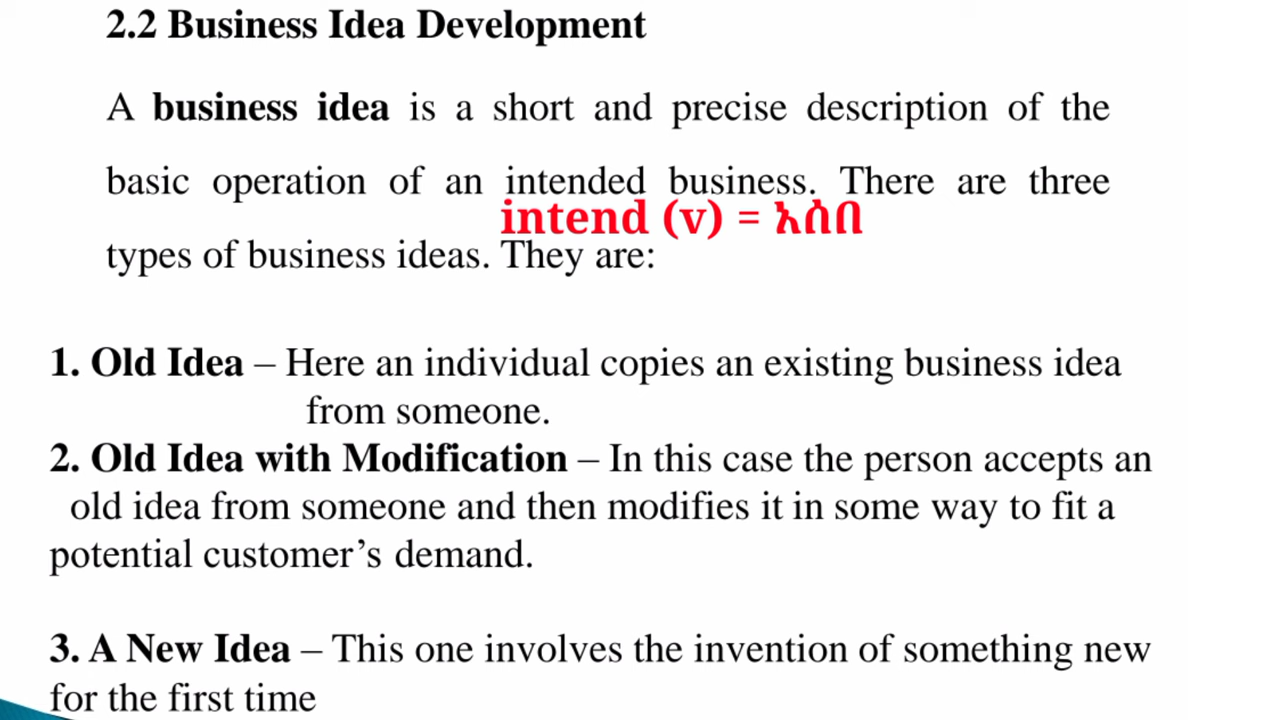 2.2 Business Idea Development
A business idea is a short and precise description of the
basic operation of an intended business. There are three
intend (v) = አሰበ
types of business ideas. They are:
1. Old Idea – Here an individual copies an existing business idea
from someone.
2. Old Idea with Modification – In this case the person accepts an
old idea from someone and then modifies it in some way to fit a
potential customer’s demand.
3. A New Idea – This one involves the invention of something new
for the first time